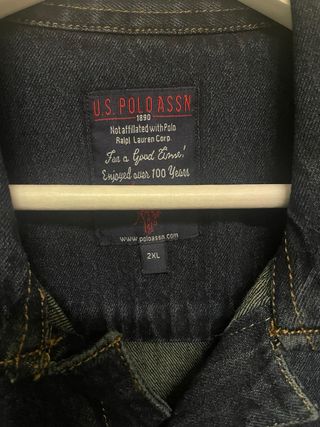 U.S. POLO ASSN
1890
Not affiliated with Polo
Ralph Lauren Corp.
For a Good Time!
Enjoyed over 100 Years
www.poloassn.com
2XL